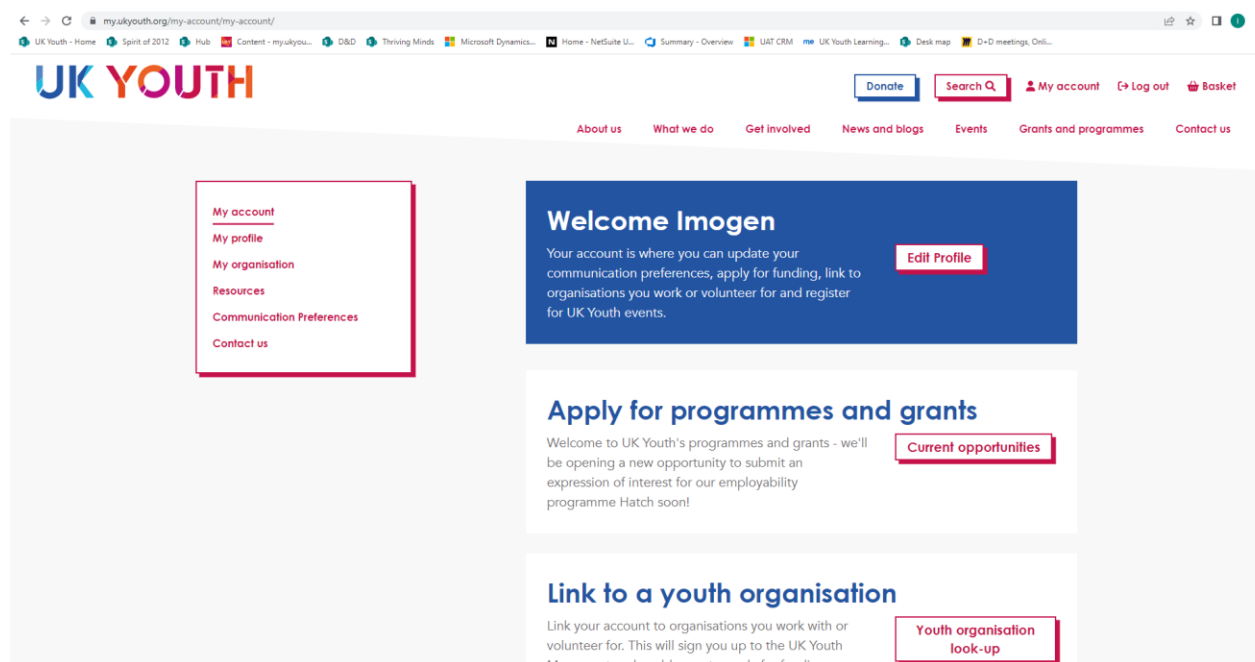 my.ukyouth.org/my-account/my-account/
UK Youth - Home Spirit of 2012 Hub Content - my.ukyou... D&D Thriving Minds Microsoft Dynamics... Home - NetSuite U... Summary - Overview UAT CRM UK Youth Learning... Desk map D+D meetings, Onli...
UK YOUTH
Donate Search My account Log out Basket
About us What we do Get involved News and blogs Events Grants and programmes Contact us
My account
My profile
My organisation
Resources
Communication Preferences
Contact us
Welcome Imogen
Your account is where you can update your
communication preferences, apply for funding, link to
organisations you work or volunteer for and register
for UK Youth events.
Edit Profile
Apply for programmes and grants
Welcome to UK Youth's programmes and grants - we'll
be opening a new opportunity to submit an
expression of interest for our employability
programme Hatch soon!
Current opportunities
Link to a youth organisation
Link your account to organisations you work with or
volunteer for. This will sign you up to the UK Youth
Youth organisation
look-up